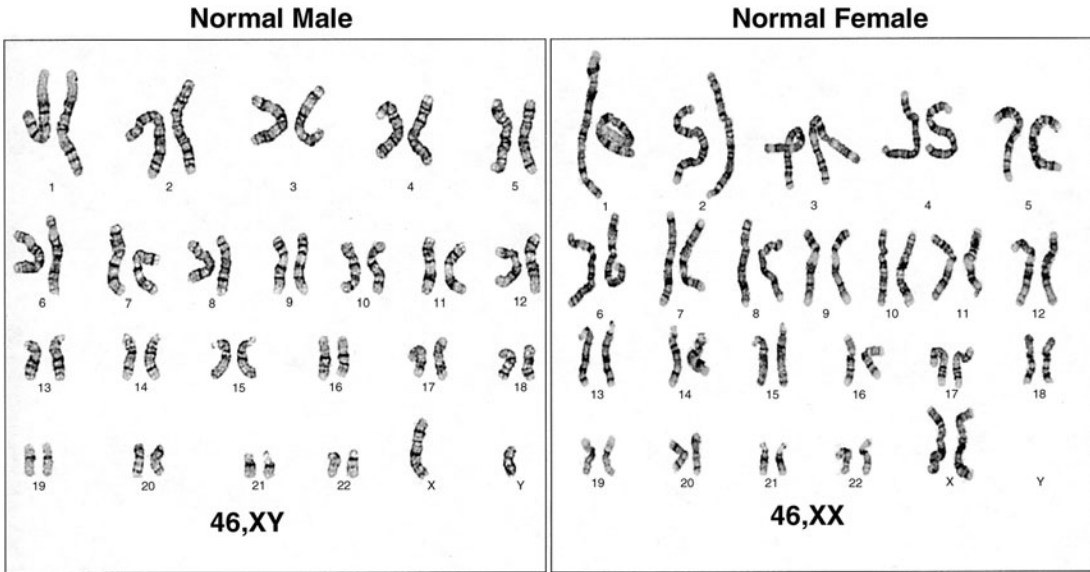 Normal Male
1 2 3 4 5
6 7 8 9 10 11 12
13 14 15 16 17 18
19 20 21 22 X Y
46,XY
Normal Female
1 2 3 4 5
6 7 8 9 10 11 12
13 14 15 16 17 18
19 20 21 22 X Y
46,XX